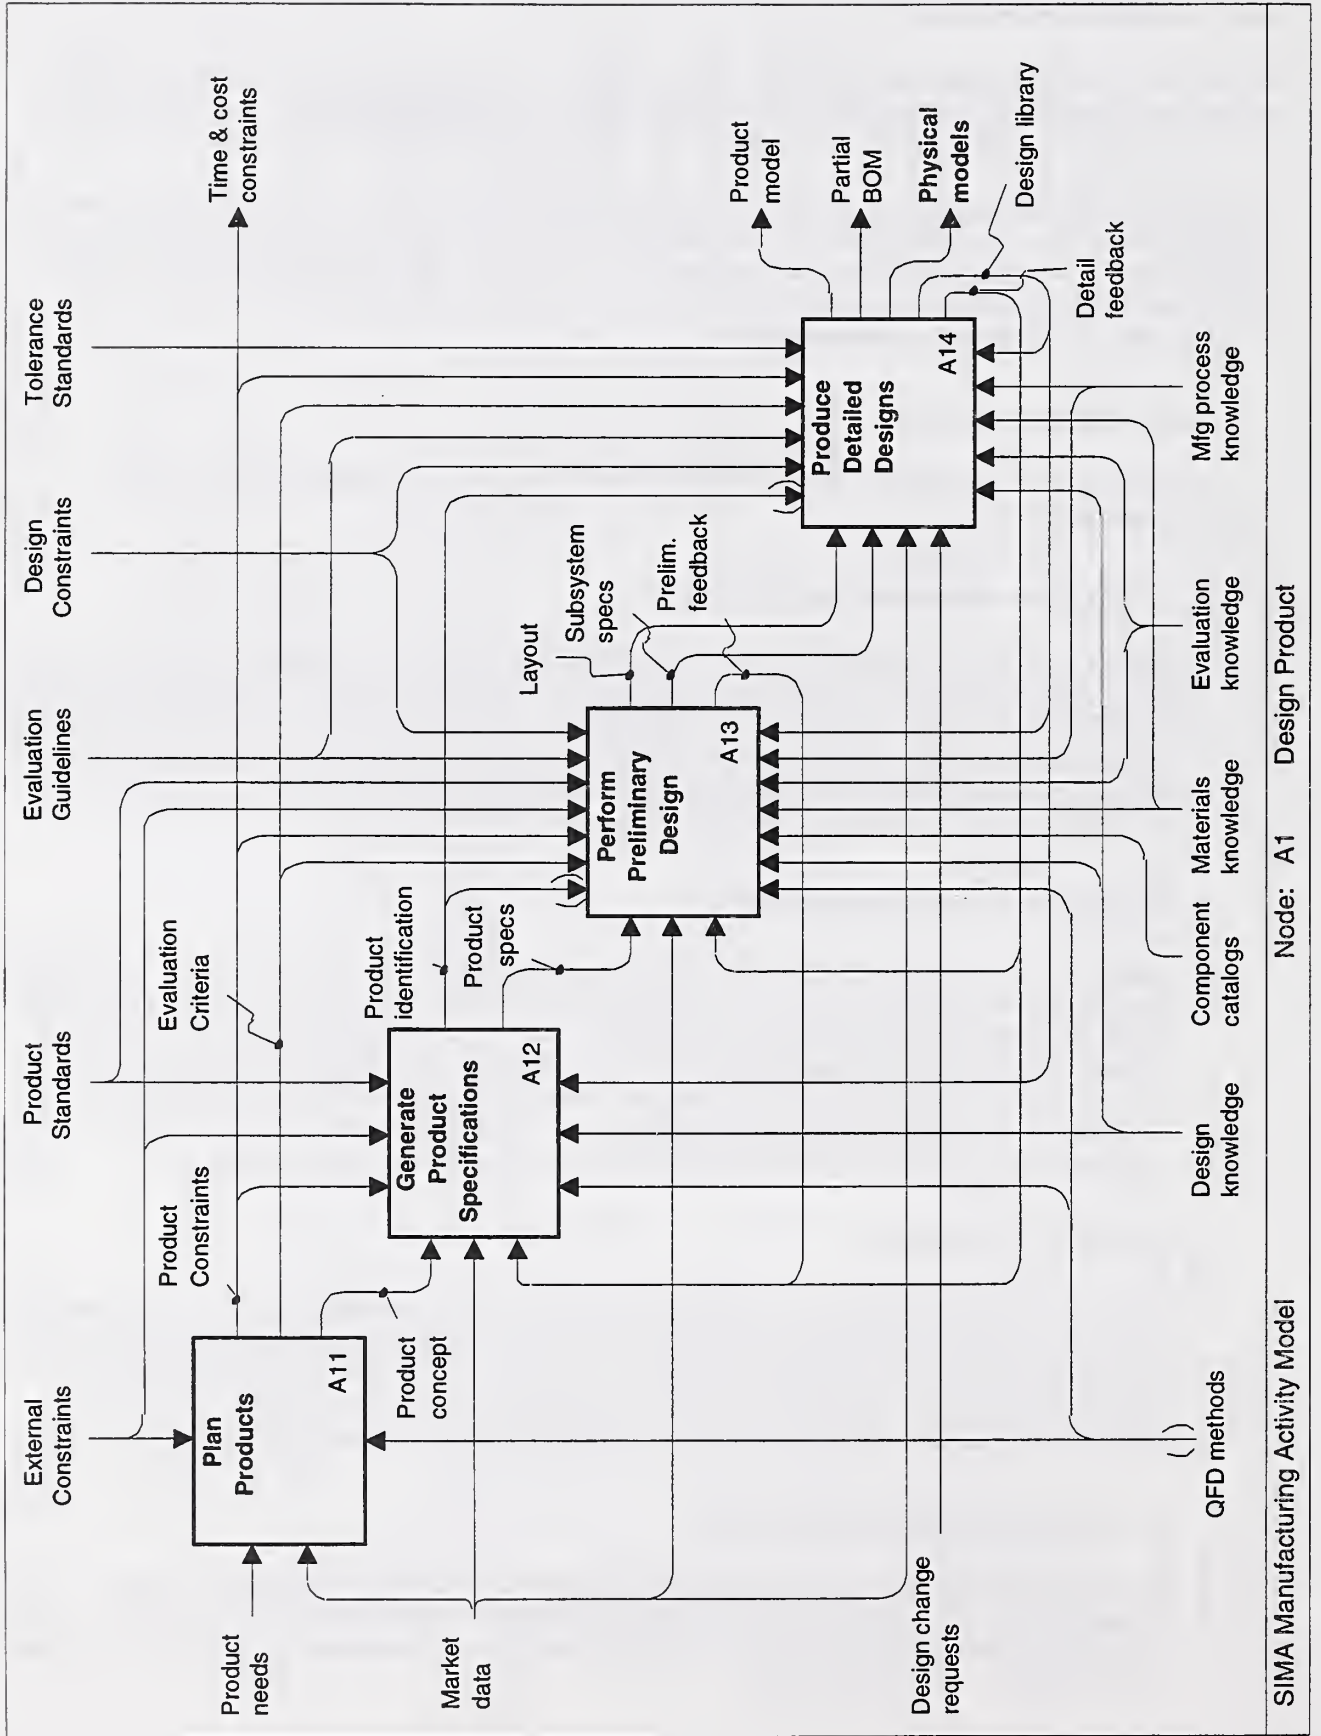 External
Constraints
Product
Standards
Evaluation
Guidelines
Design
Constraints
Tolerance
Standards
Time & cost
constraints
Product
Constraints
Evaluation
Criteria
Product
needs
Plan
Products
A11
Product
concept
Market
data
Generate
Product
Specifications
A12
Product
identification
Product
specs
Perform
Preliminary
Design
A13
Layout
Subsystem
specs
Prelim.
feedback
Produce
Detailed
Designs
A14
Product
model
Partial
BOM
Physical
models
Design library
Detail
feedback
Design change
requests
QFD methods
Design
knowledge
Component
catalogs
Materials
knowledge
Evaluation
knowledge
Mfg process
knowledge
SIMA Manufacturing Activity Model
Node: A1 Design Product